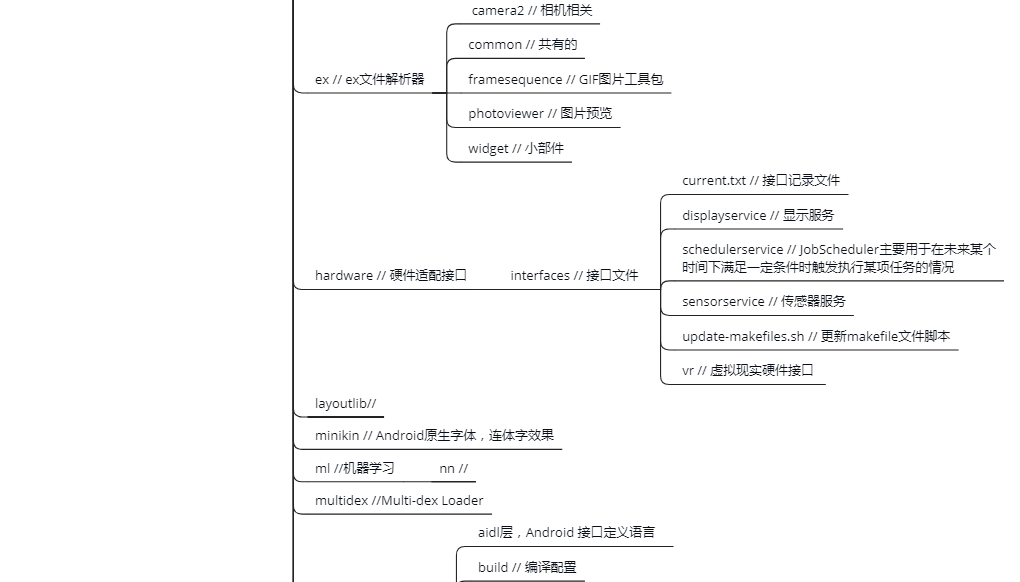 camera2 // 相机相关
common // 共有的
ex // ex文件解析器
framesequence // GIF图片工具包
photoviewer // 图片预览
widget // 小部件
current.txt // 接口记录文件
displayservice // 显示服务
schedulerservice // JobScheduler主要用于在未来某个
时间下满足一定条件时触发执行某项任务的情况
hardware // 硬件适配接口
interfaces // 接口文件
sensorservice // 传感器服务
update-makefiles.sh // 更新makefile文件脚本
vr // 虚拟现实硬件接口
layoutlib//
minikin // Android原生字体，连体字效果
ml //机器学习
nn //
multidex //Multi-dex Loader
aidl层，Android 接口定义语言
build // 编译配置